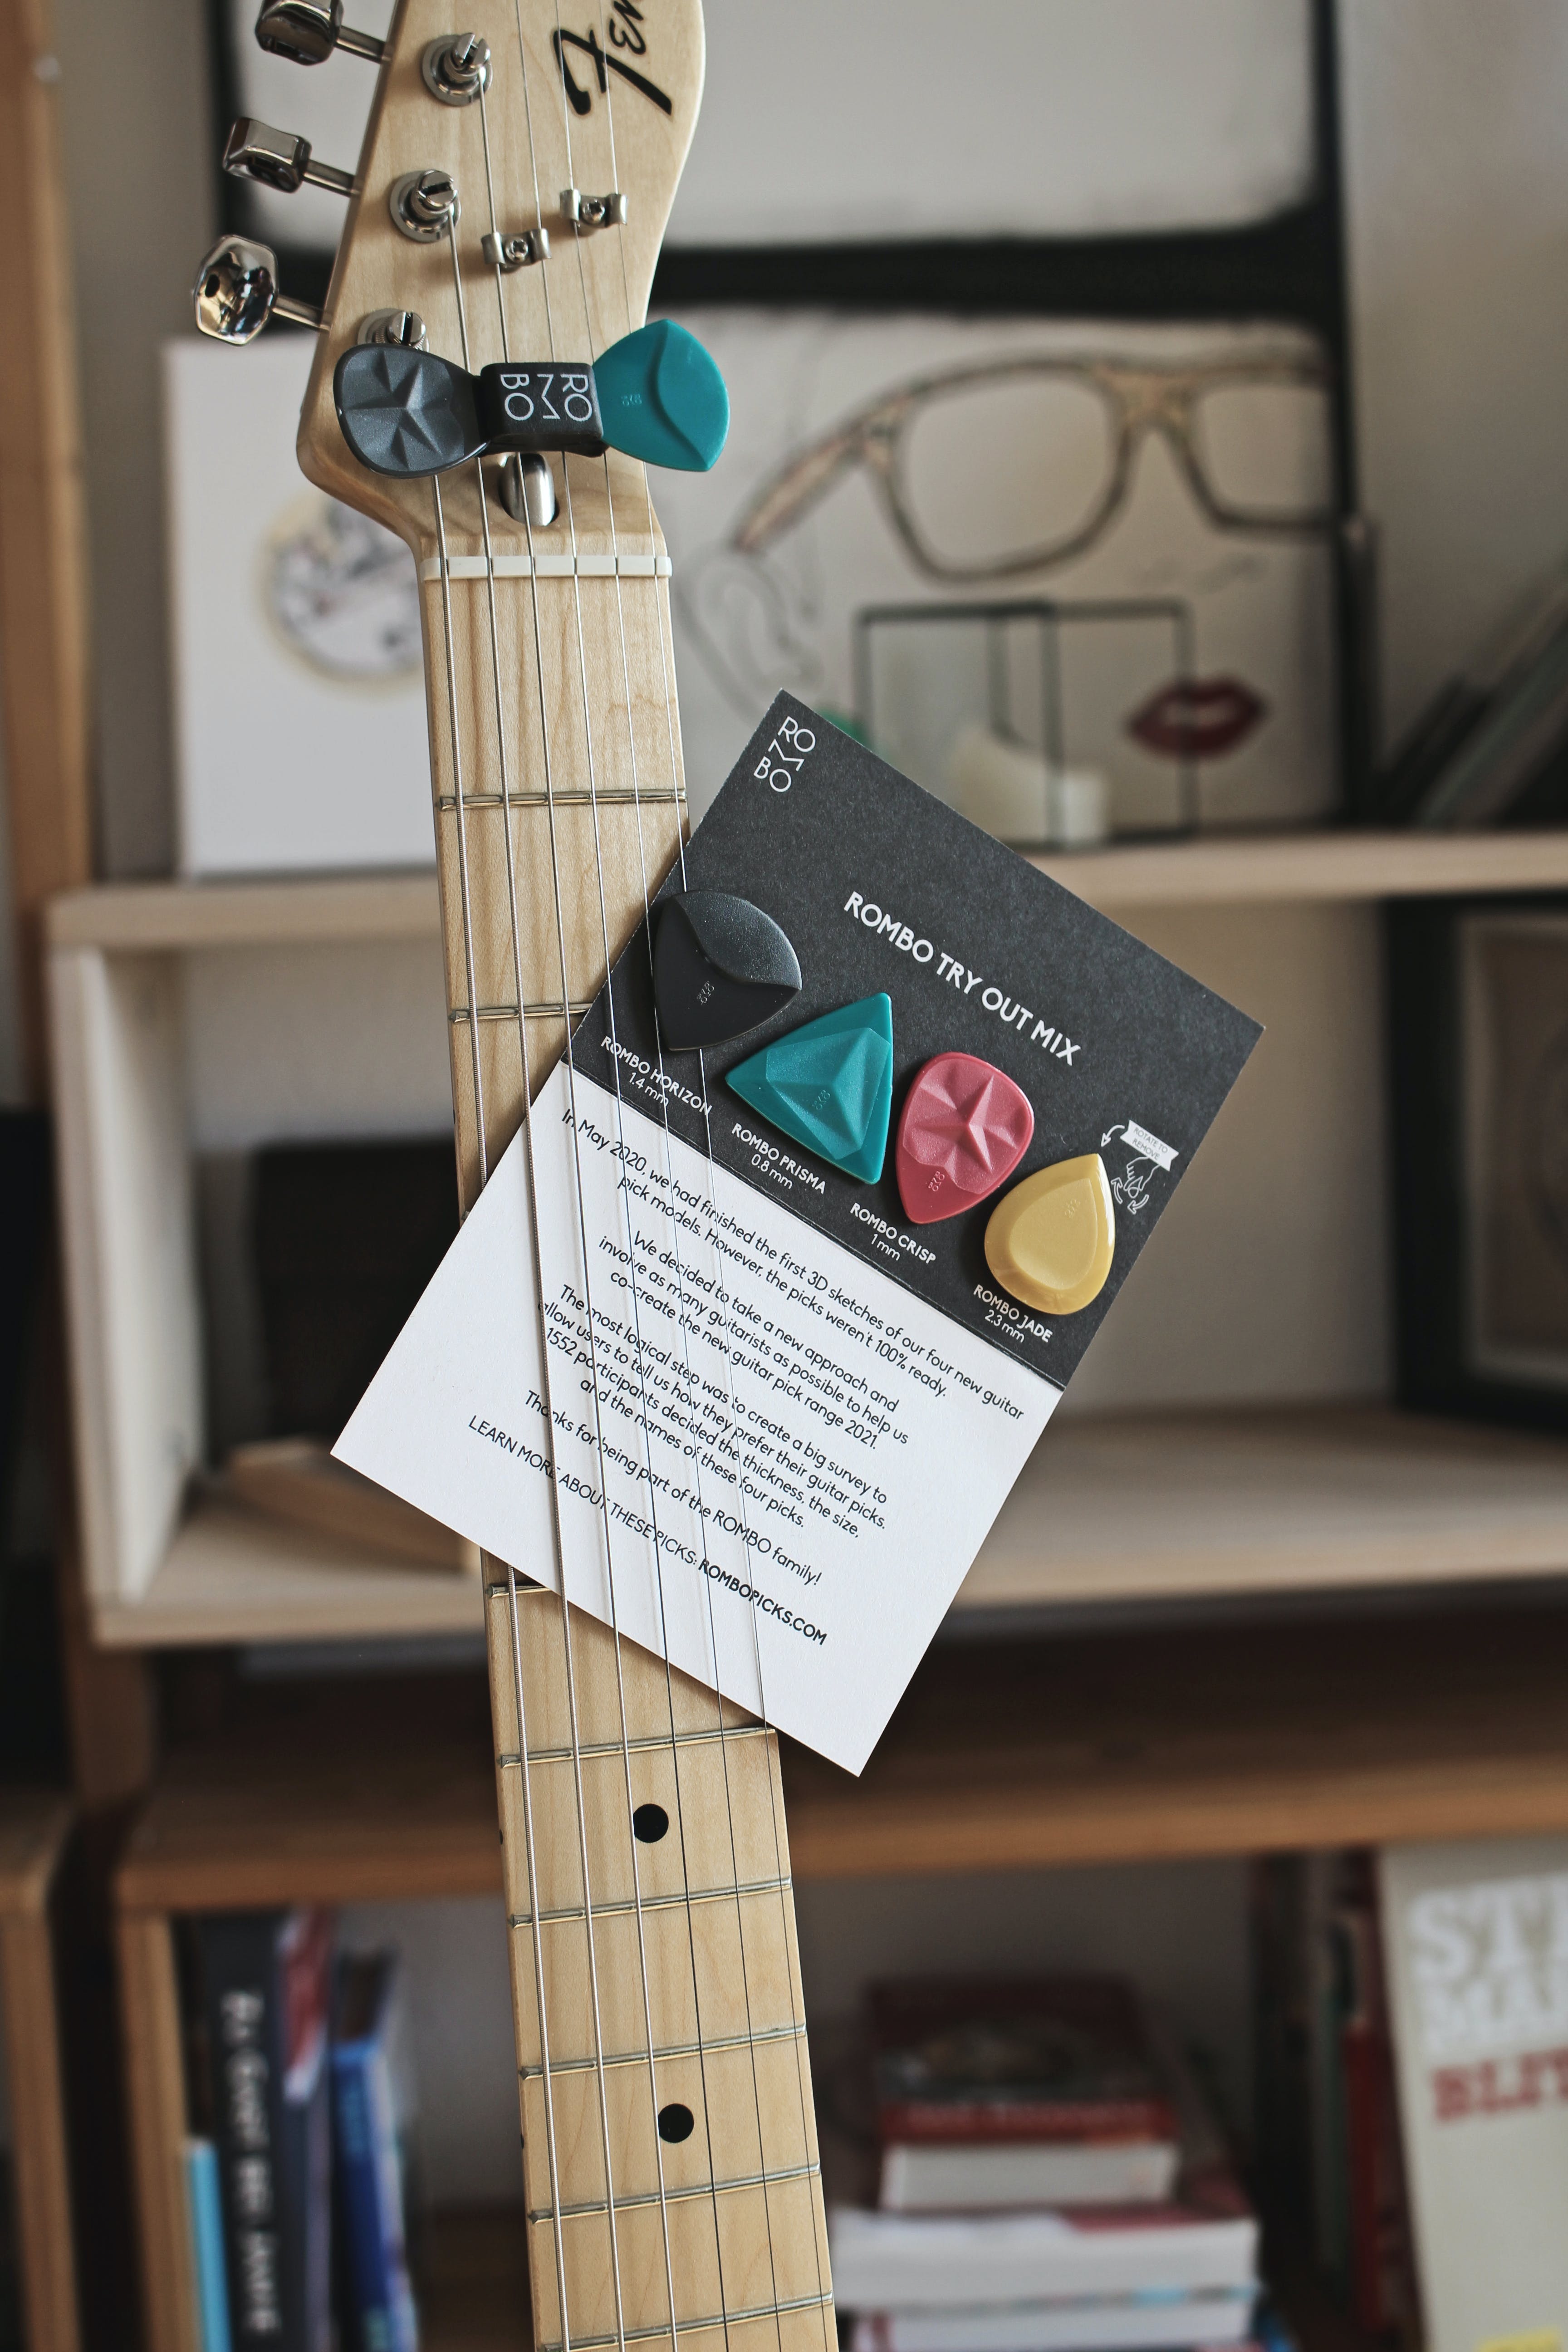 Fen
RO
M
BO
RO
M
BO
ROMBO TRY OUT MIX
ROTATE TO
REMOVE
ROMBO HORIZON
1.4 mm
ROMBO PRISMA
0.8 mm
ROMBO CRISP
1 mm
ROMBO JADE
2.3 mm
In May 2020, we had finished the first 3D sketches of our four new guitar
pick models. However, the picks weren't 100% ready.
We decided to take a new approach and
involve as many guitarists as possible to help us
co-create the new guitar pick range 2021.
The most logical step was to create a big survey to
allow users to tell us how they prefer their guitar picks.
1552 participants decided the thickness, the size,
and the names of these four picks.
Thanks for being part of the ROMBO family!
LEARN MORE ABOUT THESE PICKS: ROMBOPICKS.COM